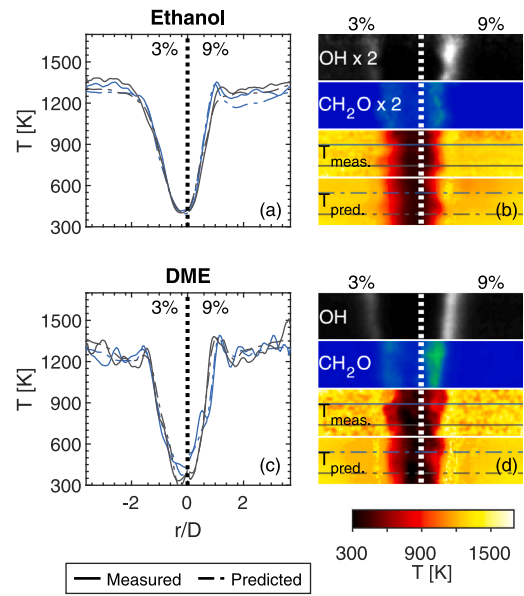 Ethanol
3% 9%
1500
1200
900
600
300
T [K]
(a)
3% 9%
OH x 2
CH₂O x 2
Tmeas.
Tpred.
(b)
DME
3% 9%
1500
1200
900
600
300
T [K]
(c)
-2 0 2
r/D
3% 9%
OH
CH₂O
Tmeas.
Tpred.
(d)
300 900 1500
T [K]
Measured Predicted